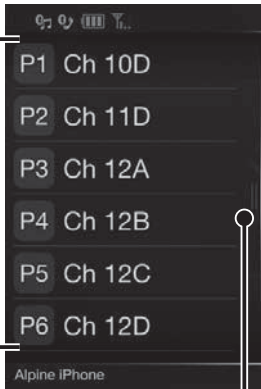 P1 Ch 10D
P2 Ch 11D
P3 Ch 12A
P4 Ch 12B
P5 Ch 12C
P6 Ch 12D
Alpine iPhone